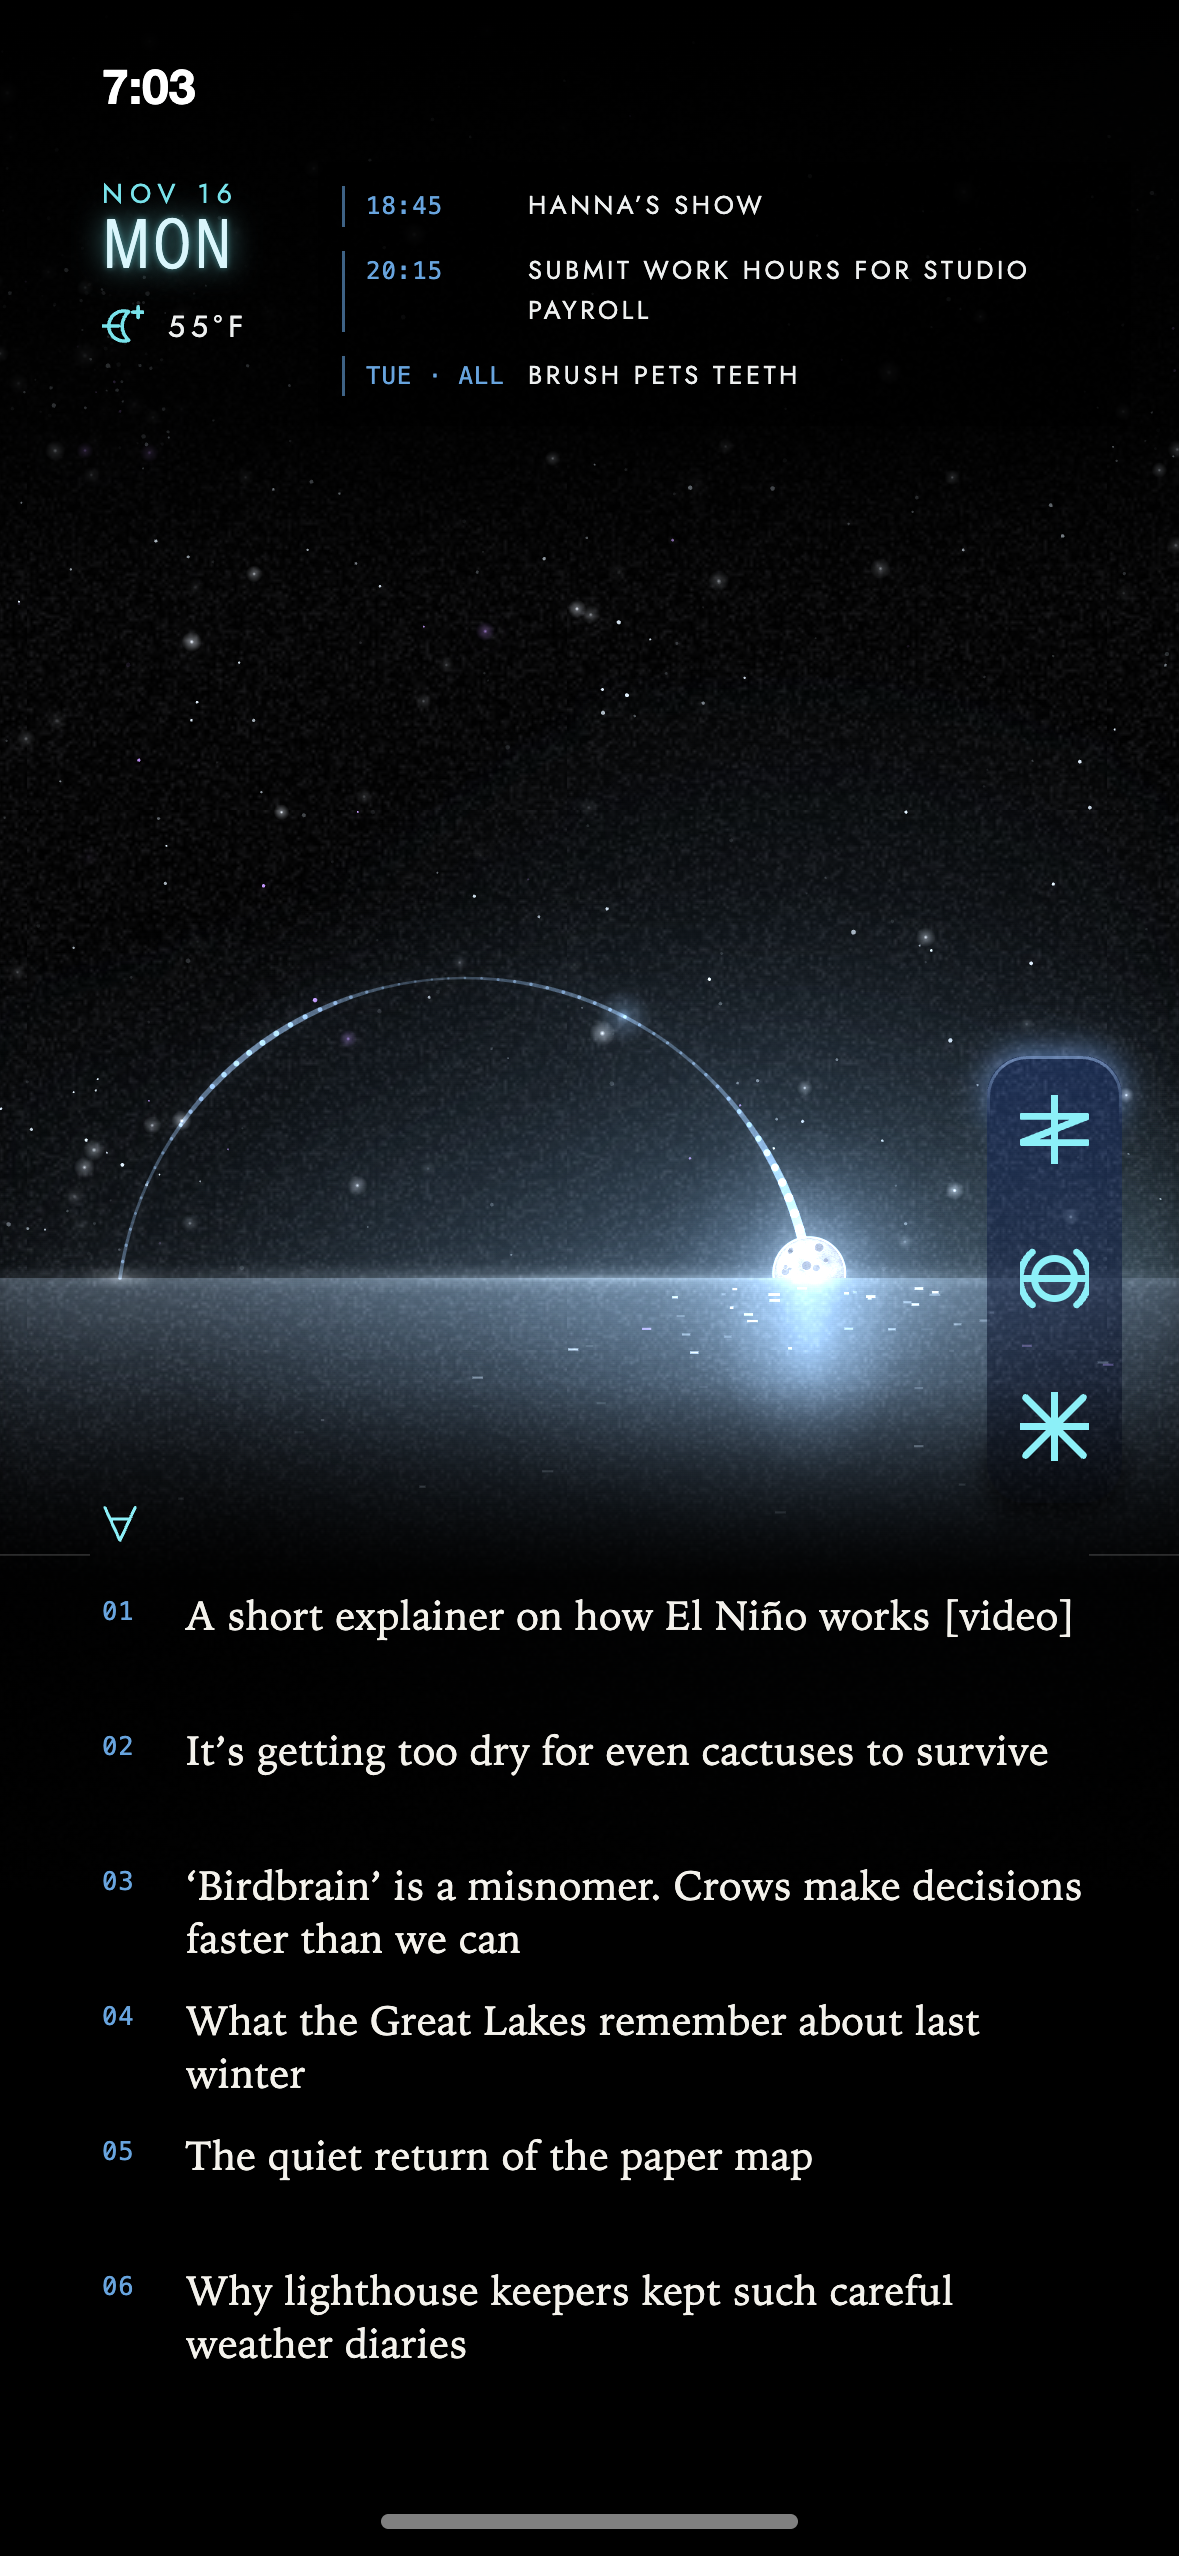 7:03
NOV 16
MON
55°F
18:45 HANNA’S SHOW
20:15 SUBMIT WORK HOURS FOR STUDIO
PAYROLL
TUE · ALL BRUSH PETS TEETH
01 A short explainer on how El Niño works [video]
02 It’s getting too dry for even cactuses to survive
03 ‘Birdbrain’ is a misnomer. Crows make decisions
faster than we can
04 What the Great Lakes remember about last
winter
05 The quiet return of the paper map
06 Why lighthouse keepers kept such careful
weather diaries